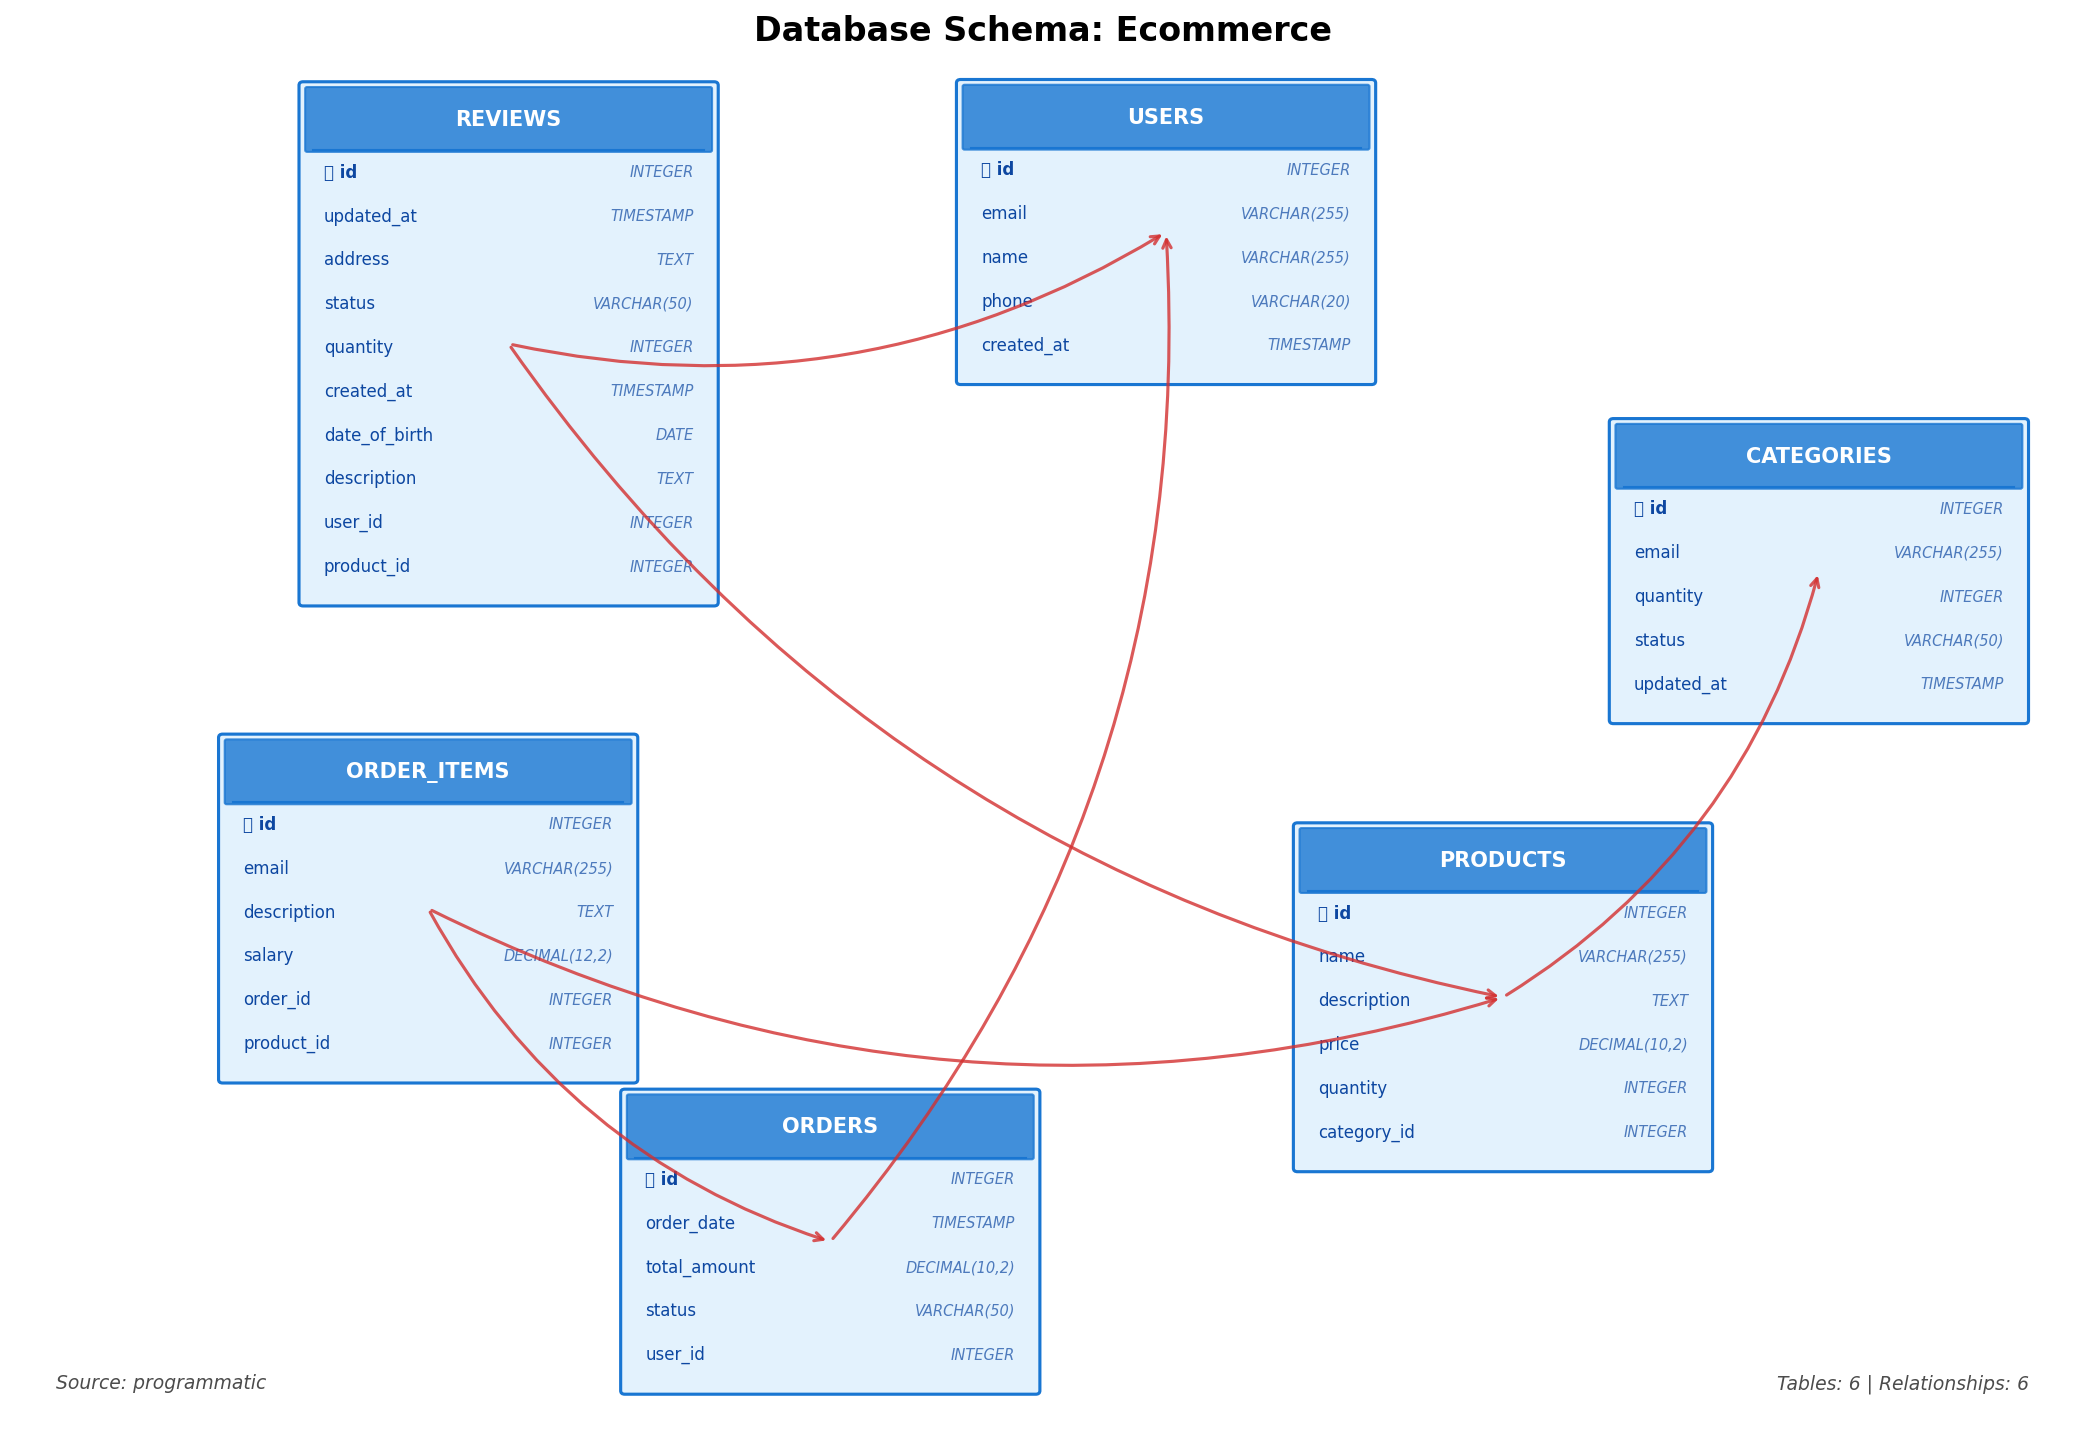 Database Schema: Ecommerce
REVIEWS
id INTEGER
updated_at TIMESTAMP
address TEXT
status VARCHAR(50)
quantity INTEGER
created_at TIMESTAMP
date_of_birth DATE
description TEXT
user_id INTEGER
product_id INTEGER
USERS
id INTEGER
email VARCHAR(255)
name VARCHAR(255)
phone VARCHAR(20)
created_at TIMESTAMP
CATEGORIES
id INTEGER
email VARCHAR(255)
quantity INTEGER
status VARCHAR(50)
updated_at TIMESTAMP
ORDER_ITEMS
id INTEGER
email VARCHAR(255)
description TEXT
salary DECIMAL(12,2)
order_id INTEGER
product_id INTEGER
PRODUCTS
id INTEGER
name VARCHAR(255)
description TEXT
price DECIMAL(10,2)
quantity INTEGER
category_id INTEGER
ORDERS
id INTEGER
order_date TIMESTAMP
total_amount DECIMAL(10,2)
status VARCHAR(50)
user_id INTEGER
Source: programmatic
Tables: 6 | Relationships: 6